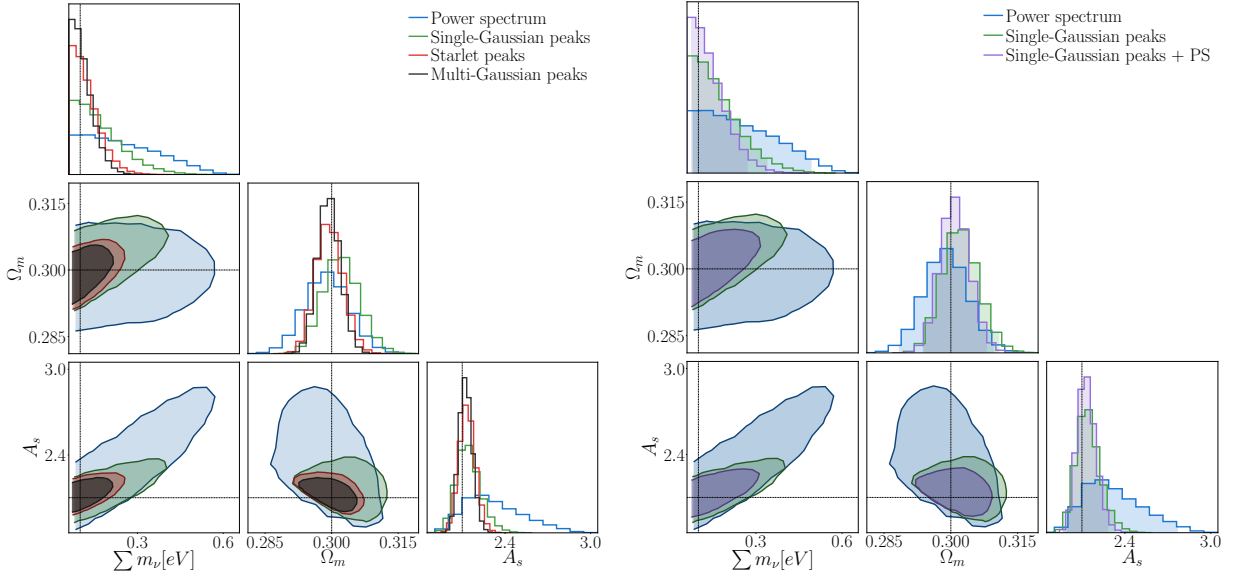 Power spectrum
Single-Gaussian peaks
Starlet peaks
Multi-Gaussian peaks
0.315
0.300
0.285
Ω_m
3.0
2.4
A_s
0.3 0.6
∑ m_ν[eV]
0.285 0.300 0.315
Ω_m
2.4 3.0
A_s
Power spectrum
Single-Gaussian peaks
Single-Gaussian peaks + PS
0.315
0.300
0.285
Ω_m
3.0
2.4
A_s
0.3 0.6
∑ m_ν[eV]
0.285 0.300 0.315
Ω_m
2.4 3.0
A_s